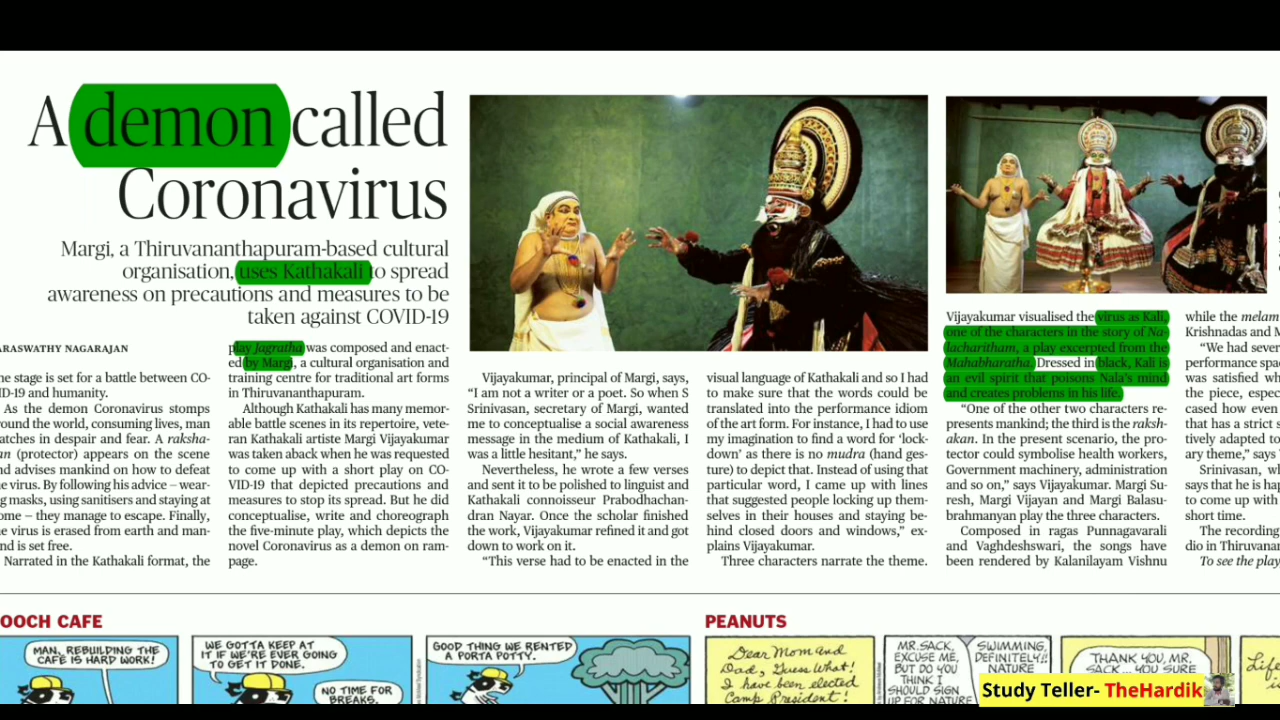 A demon called
Coronavirus
Margi, a Thiruvananthapuram-based cultural
organisation, uses Kathakali to spread
awareness on precautions and measures to be
taken against COVID-19
ARASWATHY NAGARAJAN
he stage is set for a battle between CO-
ID-19 and humanity.
As the demon Coronavirus stomps
round the world, consuming lives, man
atches in despair and fear. A raksha-
an (protector) appears on the scene
nd advises mankind on how to defeat
e virus. By following his advice – wear-
g masks, using sanitisers and staying at
ome – they manage to escape. Finally,
e virus is erased from earth and man-
nd is set free.
Narrated in the Kathakali format, the
play Jagratha was composed and enact-
ed by Margi, a cultural organisation and
training centre for traditional art forms
in Thiruvananthapuram.
Although Kathakali has many memor-
able battle scenes in its repertoire, vete-
ran Kathakali artiste Margi Vijayakumar
was taken aback when he was requested
to come up with a short play on CO-
VID-19 that depicted precautions and
measures to stop its spread. But he did
conceptualise, write and choreograph
the five-minute play, which depicts the
novel Coronavirus as a demon on ram-
page.
Vijayakumar, principal of Margi, says,
“I am not a writer or a poet. So when S
Srinivasan, secretary of Margi, wanted
me to conceptualise a social awareness
message in the medium of Kathakali, I
was a little hesitant,” he says.
Nevertheless, he wrote a few verses
and sent it to be polished to linguist and
Kathakali connoisseur Prabodhachan-
dran Nayar. Once the scholar finished
the work, Vijayakumar refined it and got
down to work on it.
“This verse had to be enacted in the
visual language of Kathakali and so I had
to make sure that the words could be
translated into the performance idiom
of the art form. For instance, I had to use
my imagination to find a word for ‘lock-
down’ as there is no mudra (hand ges-
ture) to depict that. Instead of using that
particular word, I came up with lines
that suggested people locking up them-
selves in their houses and staying be-
hind closed doors and windows,” ex-
plains Vijayakumar.
Three characters narrate the theme.
Vijayakumar visualised the virus as Kali,
one of the characters in the story of Na-
lacharitham, a play excerpted from the
Mahabharatha. Dressed in black, Kali is
an evil spirit that poisons Nala's mind
and creates problems in his life.
“One of the other two characters re-
presents mankind; the third is the raksh-
akan. In the present scenario, the pro-
tector could symbolise health workers,
Government machinery, administration
and so on,” says Vijayakumar. Margi Su-
resh, Margi Vijayan and Margi Balasu-
brahmanyan play the three characters.
Composed in ragas Punnagavarali
and Vaghdeshswari, the songs have
been rendered by Kalanilayam Vishnu
while the melam
Krishnadas and M
“We had sever
performance spac
was satisfied wh
the piece, espec
cased how even
that has a strict s
tively adapted to
ary theme,” says
Srinivasan, wh
says that he is hap
to come up with
short time.
The recording
dio in Thiruvanan
To see the play
OOCH CAFE
MAN, REBUILDING THE
CAFE IS HARD WORK!
WE GOTTA KEEP AT
IT IF WE'RE EVER GOING
TO GET IT DONE.
NO TIME FOR
BREAKS.
GOOD THING WE RENTED
A PORTA POTTY.
PEANUTS
Dear Mom and
Dad, Guess What!
I have been elected
Camp President!
MR. SACK,
EXCUSE ME,
BUT DO YOU
THINK I
SHOULD SIGN
UP FOR NATURE
SWIMMING,
DEFINITELY!!
NATURE
THANK YOU, MR.
SACK... YOU SURE
Study Teller- TheHardik